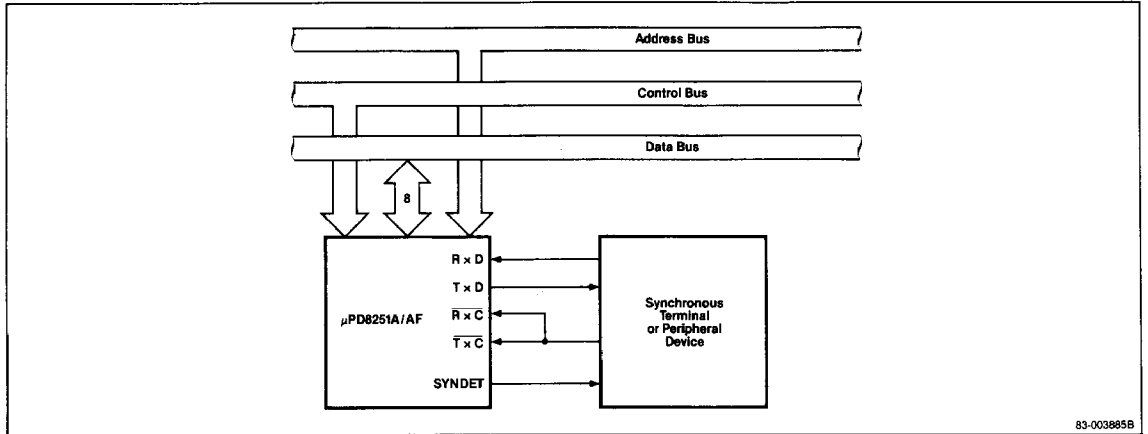 Address Bus
Control Bus
Data Bus
8
R × D
T × D
R × C
T × C
SYNDET
μPD8251A/AF
Synchronous
Terminal
or Peripheral
Device
83-003885B